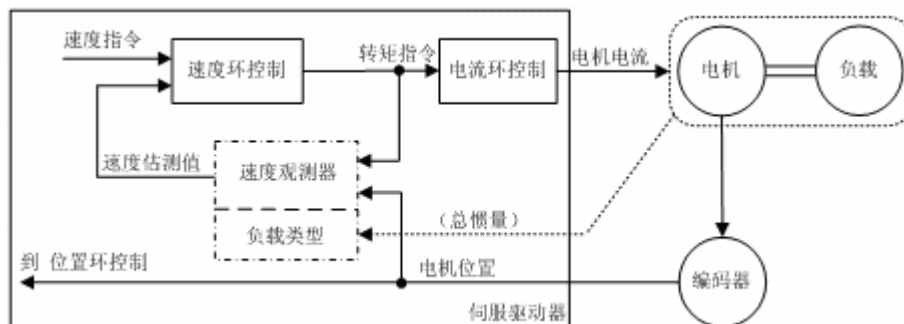 速度指令
速度环控制
转矩指令
电流环控制
电机电流
电机
负载
速度估测值
速度观测器
负载类型
（总惯量）
到 位置环控制
电机位置
编码器
伺服驱动器